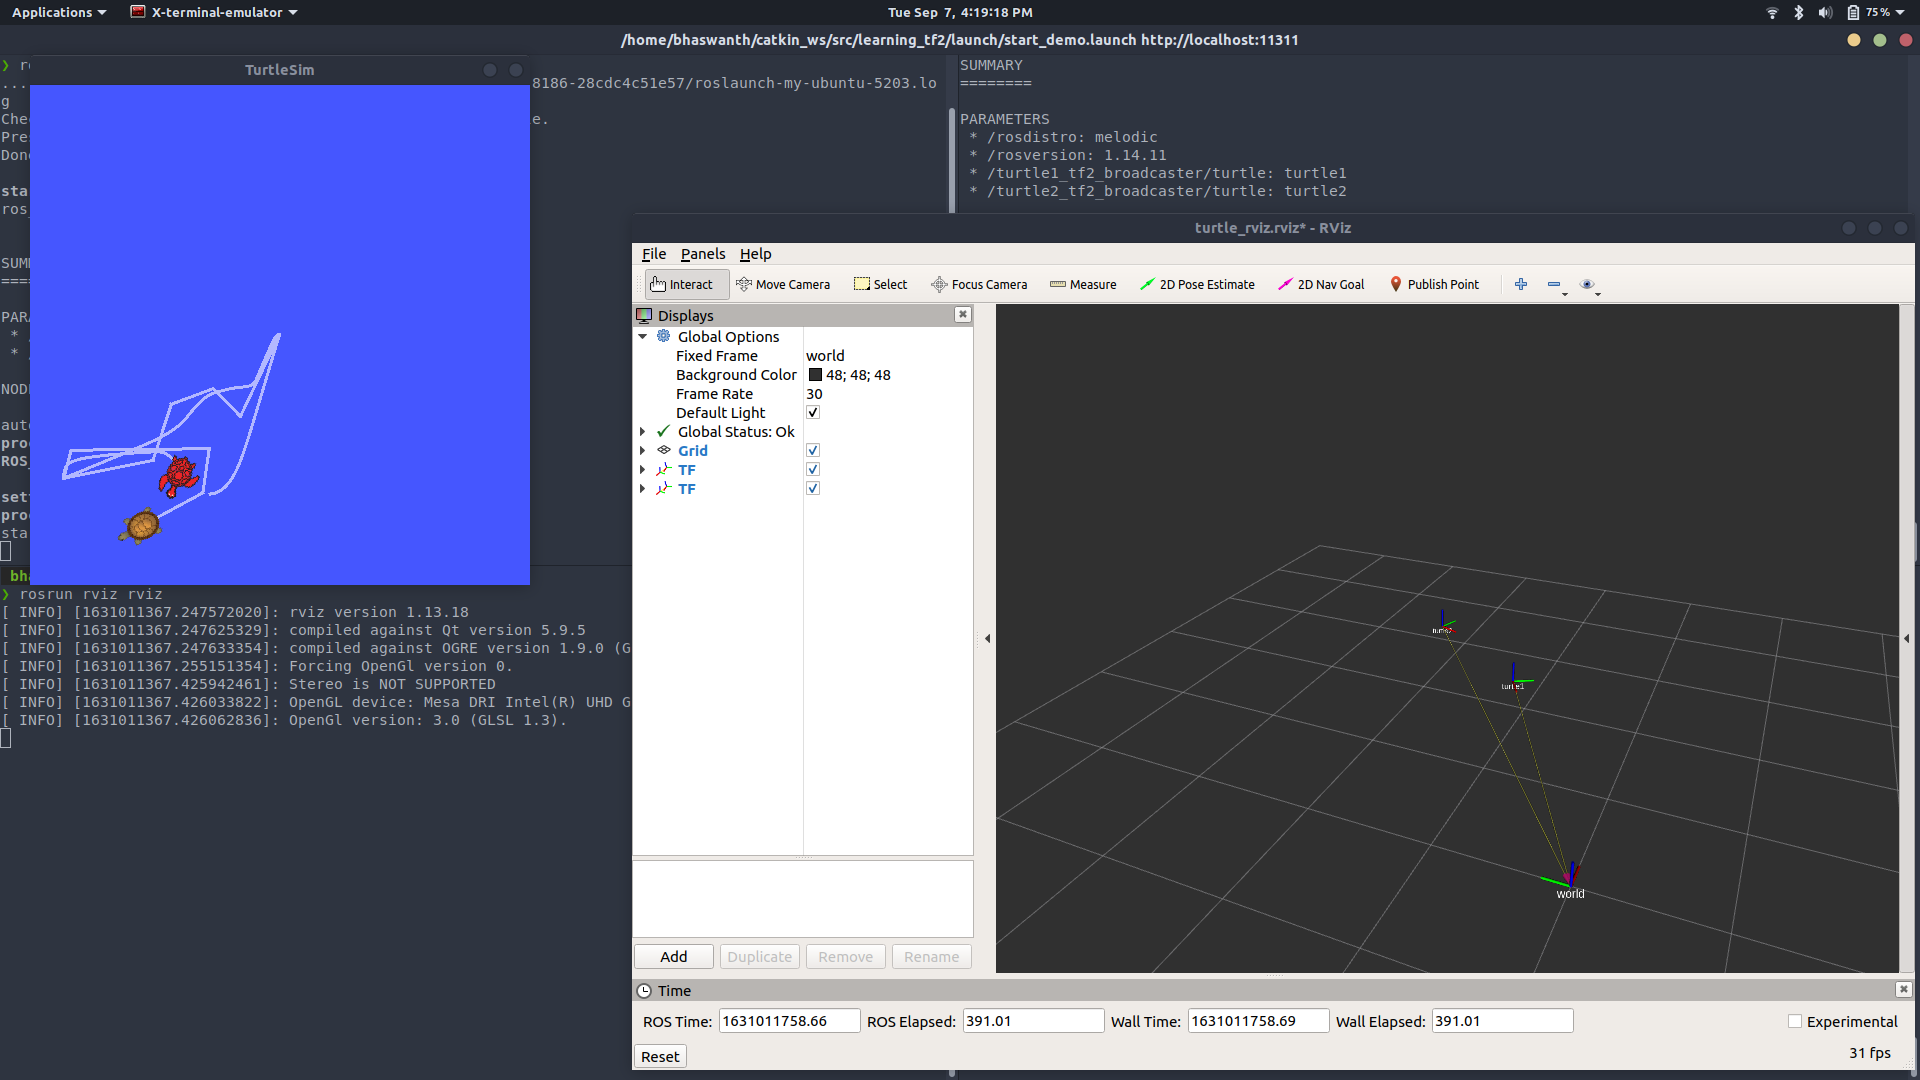 Applications X-terminal-emulator Tue Sep 7, 4:19:18 PM 75%
/home/bhaswanth/catkin_ws/src/learning_tf2/launch/start_demo.launch http://localhost:11311
TurtleSim
8186-28cdc4c51e57/roslaunch-my-ubuntu-5203.lo
g
Che e.
Pre
Don
sta
ros
SUM
===
PAR
*
*
NOD
aut
pro
ROS
set
pro
sta
SUMMARY
========
PARAMETERS
* /rosdistro: melodic
* /rosversion: 1.14.11
* /turtle1_tf2_broadcaster/turtle: turtle1
* /turtle2_tf2_broadcaster/turtle: turtle2
bha
❯ rosrun rviz rviz
[ INFO] [1631011367.247572020]: rviz version 1.13.18
[ INFO] [1631011367.247625329]: compiled against Qt version 5.9.5
[ INFO] [1631011367.247633354]: compiled against OGRE version 1.9.0 (G
[ INFO] [1631011367.255151354]: Forcing OpenGl version 0.
[ INFO] [1631011367.425942461]: Stereo is NOT SUPPORTED
[ INFO] [1631011367.426033822]: OpenGL device: Mesa DRI Intel(R) UHD G
[ INFO] [1631011367.426062836]: OpenGl version: 3.0 (GLSL 1.3).
turtle_rviz.rviz* - RViz
File Panels Help
Interact Move Camera Select Focus Camera Measure 2D Pose Estimate 2D Nav Goal Publish Point
Displays
Global Options
Fixed Frame world
Background Color 48; 48; 48
Frame Rate 30
Default Light
Global Status: Ok
Grid
TF
TF
Add Duplicate Remove Rename
turtle2
turtle1
world
Time
ROS Time: 1631011758.66 ROS Elapsed: 391.01 Wall Time: 1631011758.69 Wall Elapsed: 391.01 Experimental
Reset 31 fps